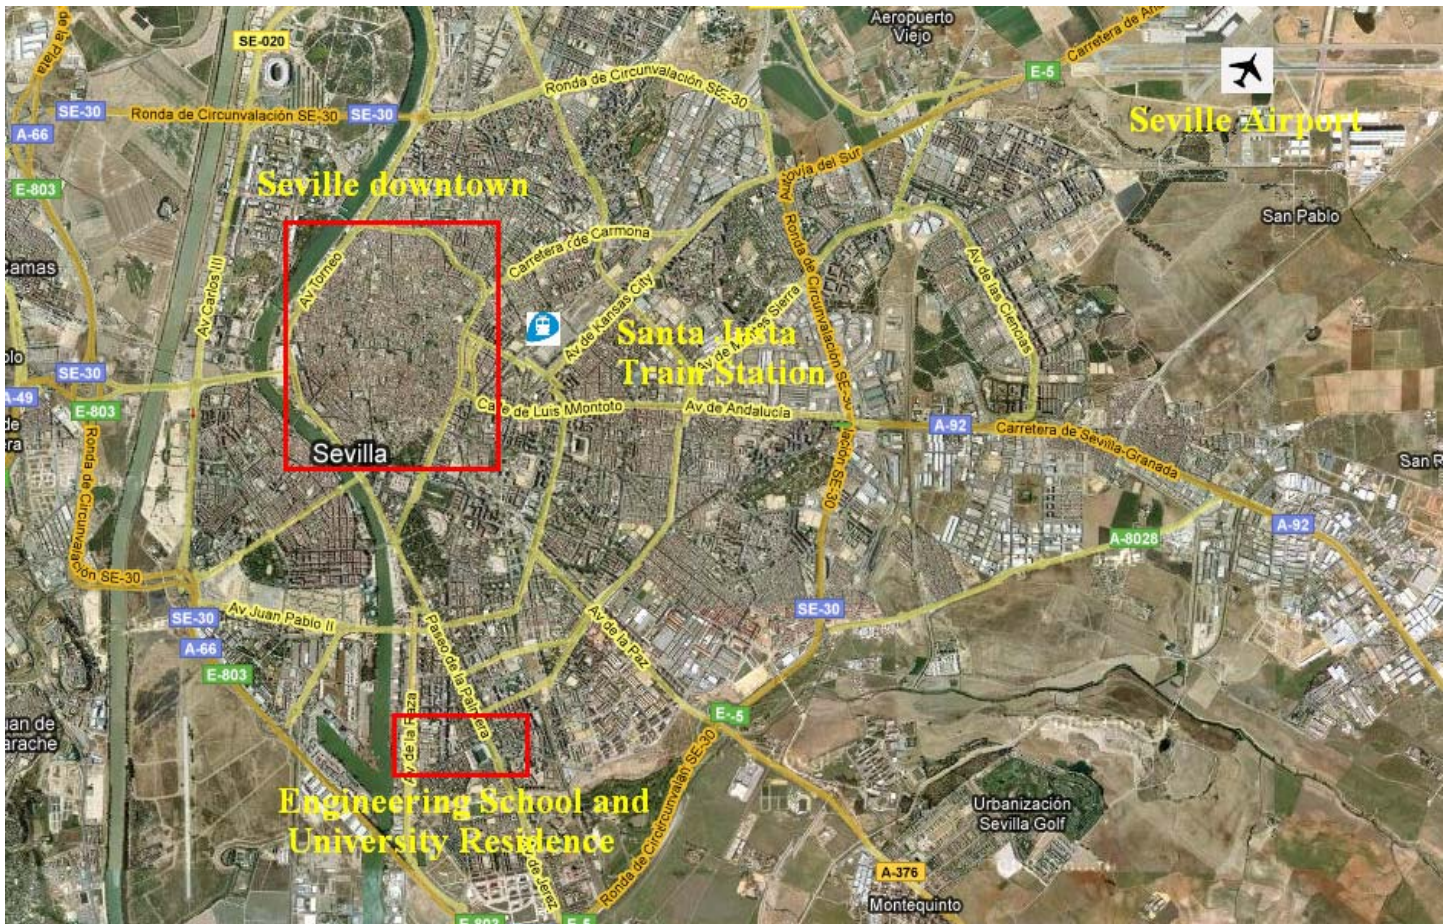 Aeropuerto
Viejo
de la Plata
SE-020
Carretera de
E-5
Ronda de Circunvalación SE-30
SE-30
Ronda de Circunvalación SE-30
SE-30
A-66
Seville Airport
Autovía del Sur
E-803
Seville downtown
San Pablo
Camas
Carretera de Carmona
Av Torneo
Av Carlos III
Av de Kansas City
Ronda de Circunvalación SE-30
Av de las Ciencias
Santa Justa
Train Station
SE-30
A-49
E-803
Calle de Luis Montoto
Av de Andalucía
A-92
Carretera de Sevilla-Granada
Sevilla
San
Ronda de Circunvalación SE-30
A-92
A-8028
SE-30
Av Juan Pablo II
SE-30
Av de la Paz
Paseo de la Palmera
A-66
E-803
Av de la Raza
E-5
Engineering School and
University Residence
Urbanización
Sevilla Golf
Ronda de
SE-30
A-376
Montequinto
de Jerez
E-803
E-5